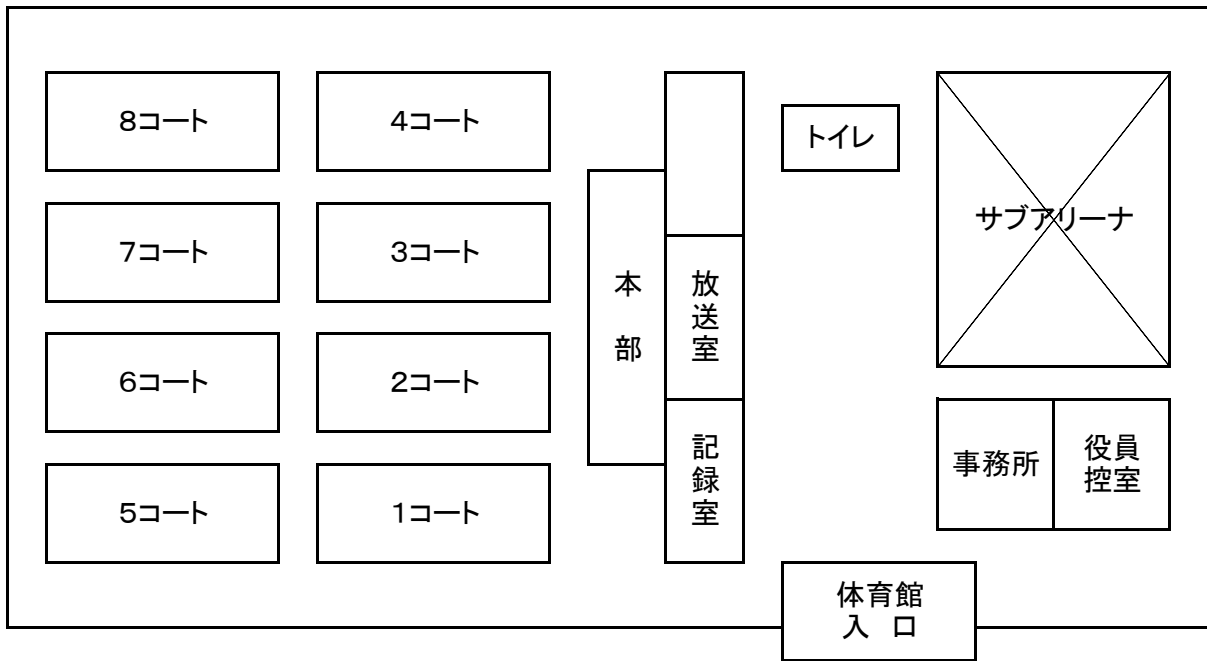 8コート
4コート
トイレ
サブアリーナ
7コート
3コート
本部
放送室
6コート
2コート
記録室
事務所
役員
控室
5コート
1コート
体育館
入 口